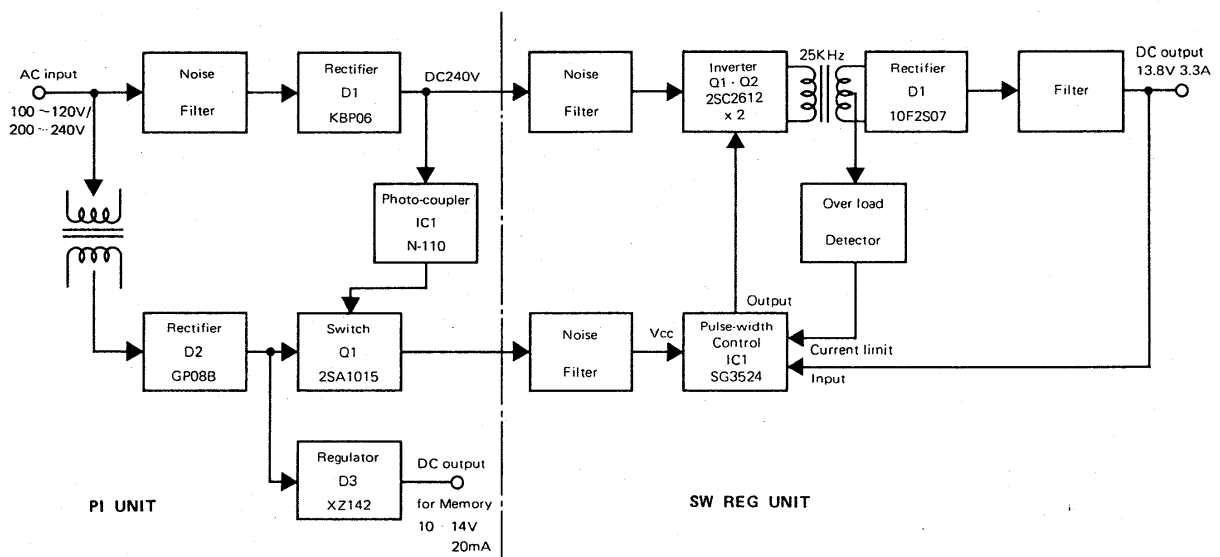 AC input
100 ~ 120V/
200 ~ 240V
Noise
Filter
Rectifier
D1
KBP06
DC240V
Photo-coupler
IC1
N-110
Rectifier
D2
GP08B
Switch
Q1
2SA1015
Regulator
D3
XZ142
DC output
for Memory
10 - 14V
20mA
PI UNIT
Noise
Filter
Inverter
Q1 · Q2
2SC2612
x 2
25KHz
Rectifier
D1
10F2S07
Filter
DC output
13.8V 3.3A
Over load
Detector
Noise
Filter
Vcc
Output
Pulse-width
Control
IC1
SG3524
Current limit
Input
SW REG UNIT